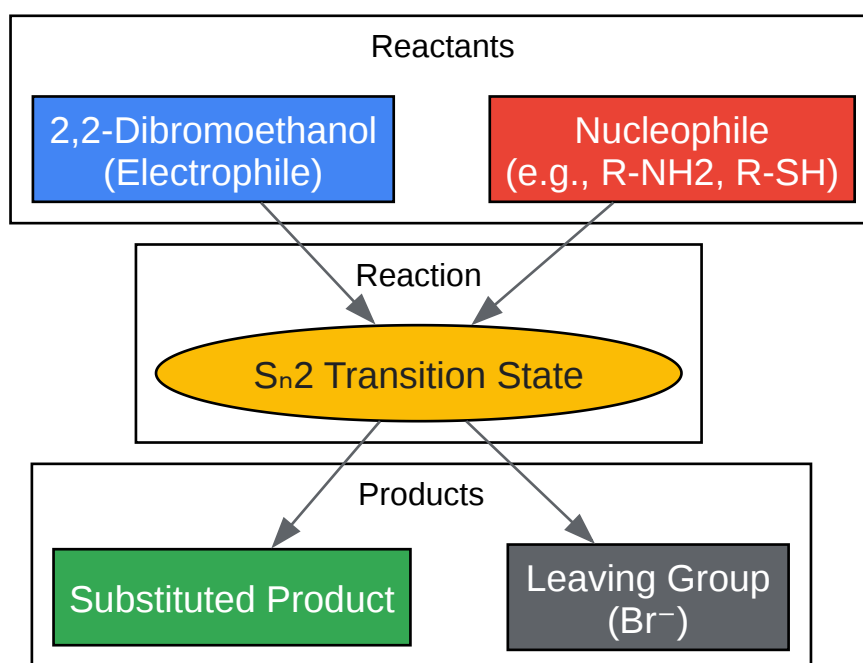 Reactants
2,2-Dibromoethanol
(Electrophile)
Nucleophile
(e.g., R-NH2, R-SH)
Reaction
Sₙ2 Transition State
Products
Substituted Product
Leaving Group
(Br⁻)